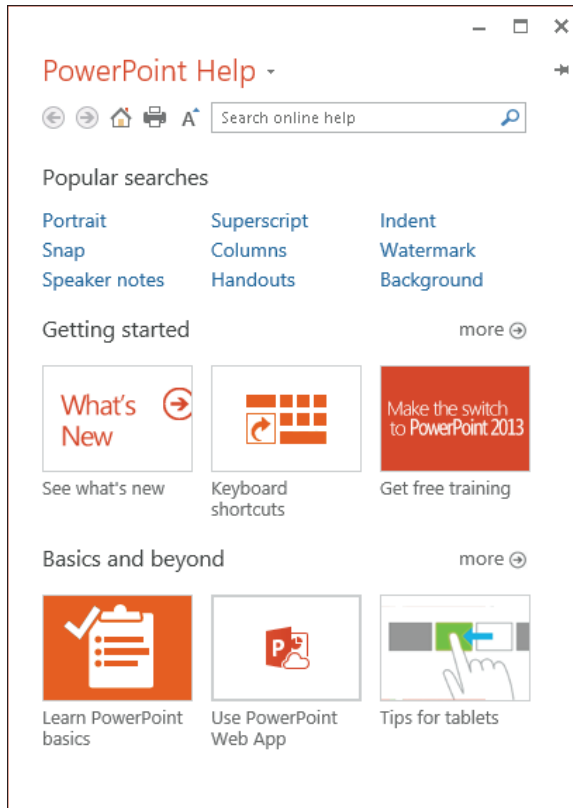 PowerPoint Help
A
Search online help
Popular searches
Portrait Superscript Indent
Snap Columns Watermark
Speaker notes Handouts Background
Getting started more
What's
New
Make the switch
to PowerPoint 2013
See what's new Keyboard Get free training
shortcuts
Basics and beyond more
P
Learn PowerPoint Use PowerPoint Tips for tablets
basics Web App